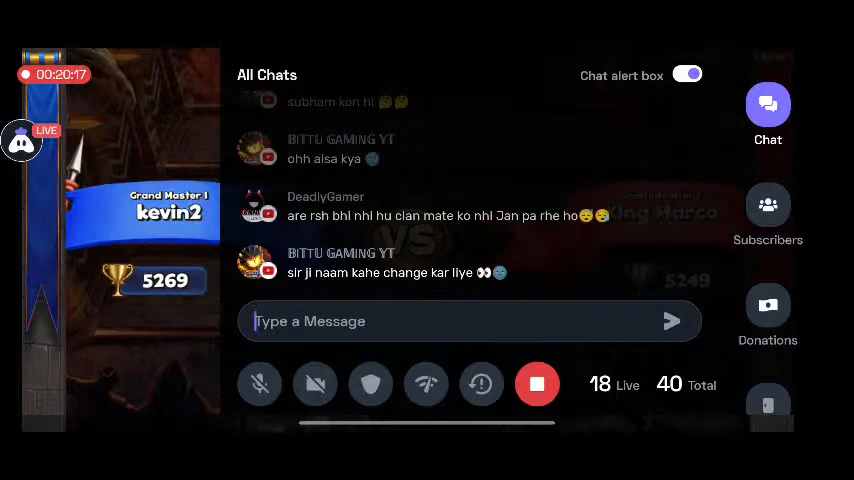 00:20:17
All Chats
Chat alert box
subham kon hi 🤔🤔
LIVE
BITTU GAMING YT
ohh aisa kya 🌚
Chat
Grand Master I
kevin2
DeadlyGamer
are rsh bhi nhi hu clan mate ko nhi Jan pa rhe ho😴😪
King Marco
VS
Subscribers
BITTU GAMING YT
sir ji naam kahe change kar liye 👀🌚
5269
5249
Type a Message
Donations
18 Live 40 Total